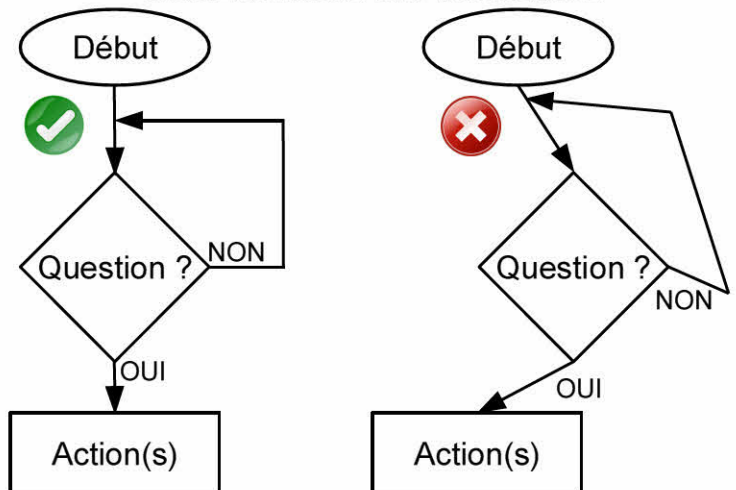 Début
Question ?
NON
OUI
Action(s)
Début
Question ?
NON
OUI
Action(s)